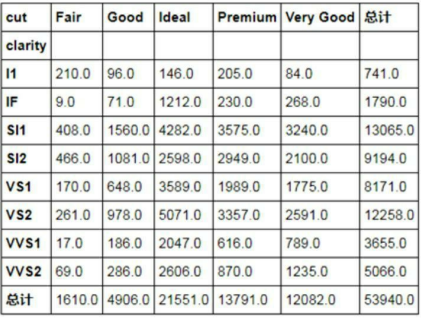 cut Fair Good Ideal Premium Very Good 总计
clarity
I1 210.0 96.0 146.0 205.0 84.0 741.0
IF 9.0 71.0 1212.0 230.0 268.0 1790.0
SI1 408.0 1560.0 4282.0 3575.0 3240.0 13065.0
SI2 466.0 1081.0 2598.0 2949.0 2100.0 9194.0
VS1 170.0 648.0 3589.0 1989.0 1775.0 8171.0
VS2 261.0 978.0 5071.0 3357.0 2591.0 12258.0
VVS1 17.0 186.0 2047.0 616.0 789.0 3655.0
VVS2 69.0 286.0 2606.0 870.0 1235.0 5066.0
总计 1610.0 4906.0 21551.0 13791.0 12082.0 53940.0